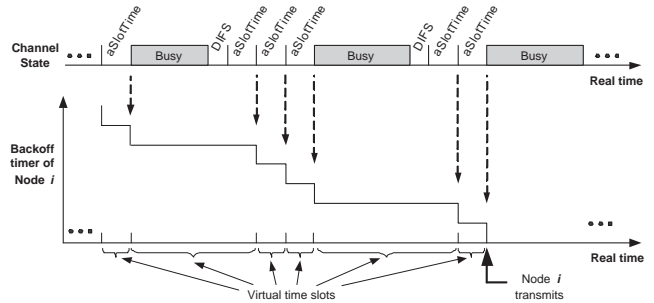 aSlotTime
DIFS
aSlotTime
aSlotTime
aSlotTime
DIFS
aSlotTime
aSlotTime
Channel
State
Busy
Busy
Busy
Real time
Backoff
timer of
Node i
Real time
Virtual time slots
Node i
transmits